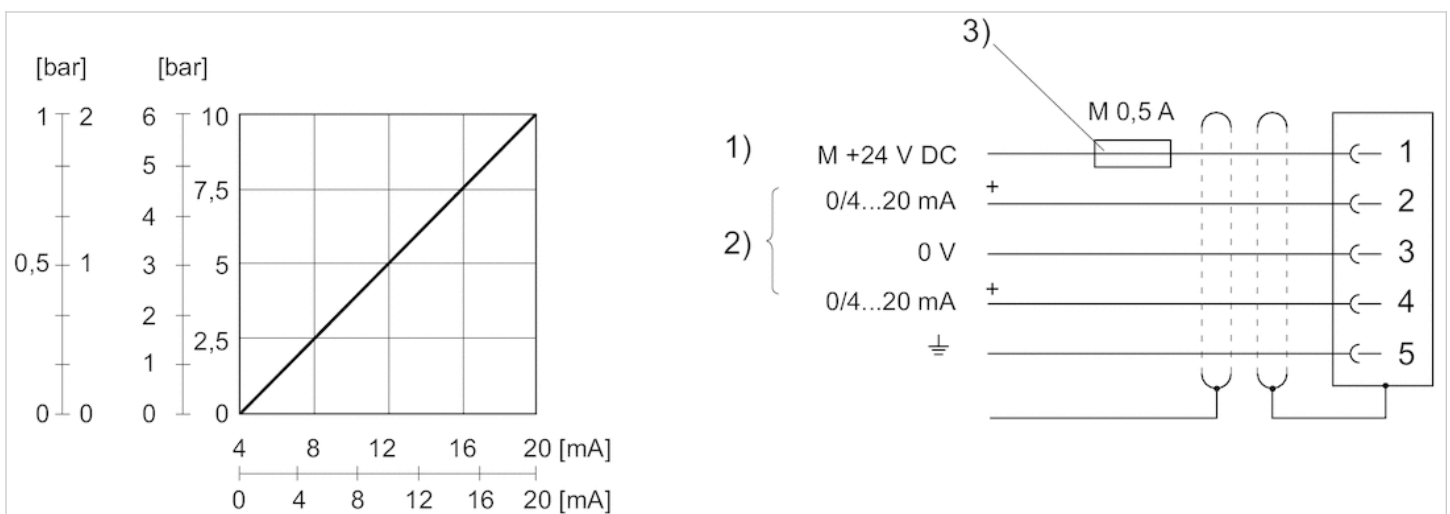 [bar] [bar]
1 2 6 10
5
7,5
4
0,5 1 3 5
2
2,5
1
0 0 0 0
4 8 12 16 20 [mA]
0 4 8 12 16 20 [mA]
3)
M 0,5 A
1) M +24 V DC 1
0/4...20 mA + 2
2)
0 V 3
0/4...20 mA + 4
5